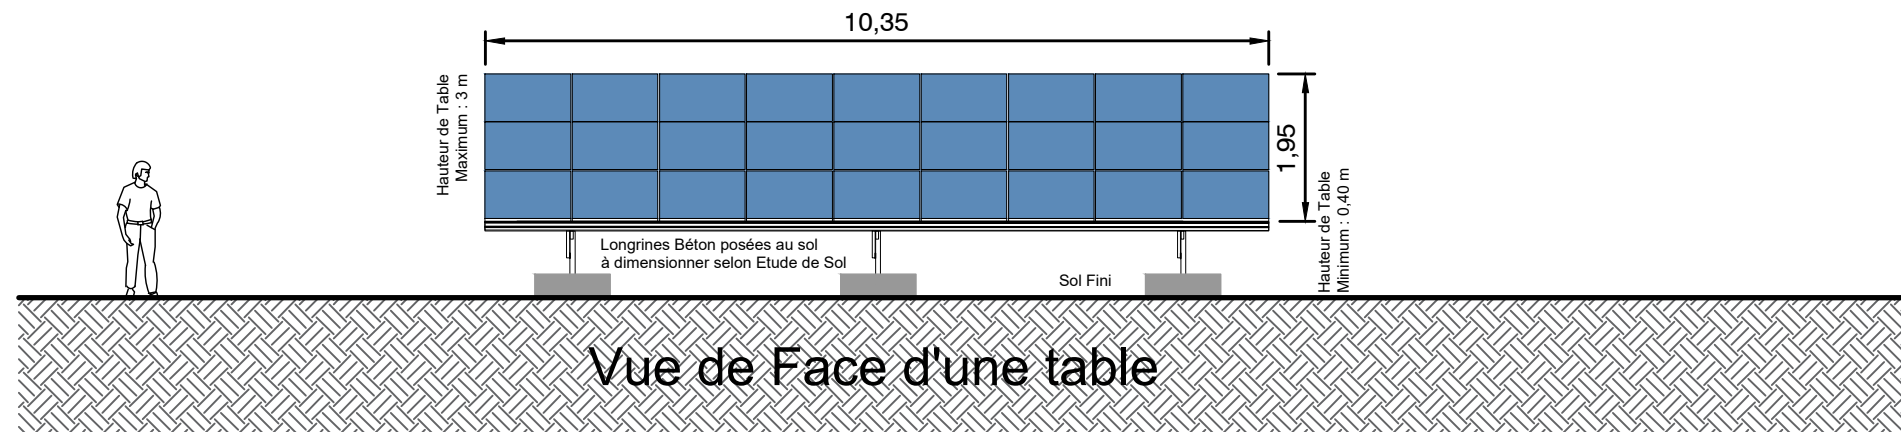 10,35
Hauteur de Table
Maximum : 3 m
1,95
Hauteur de Table
Minimum : 0,40 m
Longrines Béton posées au sol
à dimensionner selon Etude de Sol
Sol Fini
Vue de Face d'une table